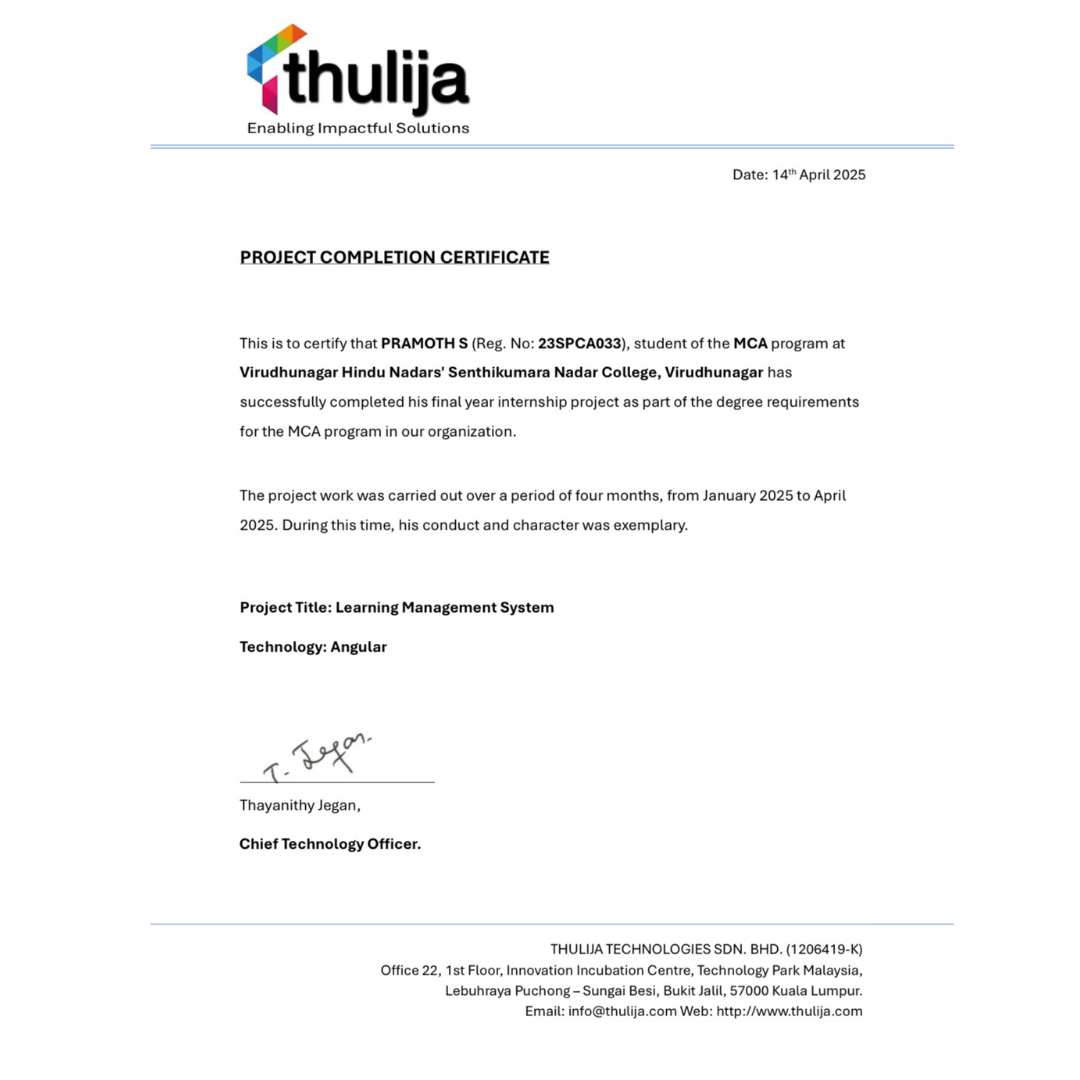 thulija
Enabling Impactful Solutions
Date: 14th April 2025
PROJECT COMPLETION CERTIFICATE
This is to certify that PRAMOTH S (Reg. No: 23SPCA033), student of the MCA program at
Virudhunagar Hindu Nadars' Senthikumara Nadar College, Virudhunagar has
successfully completed his final year internship project as part of the degree requirements
for the MCA program in our organization.
The project work was carried out over a period of four months, from January 2025 to April
2025. During this time, his conduct and character was exemplary.
Project Title: Learning Management System
Technology: Angular
T. Jegan.
Thayanithy Jegan,
Chief Technology Officer.
THULIJA TECHNOLOGIES SDN. BHD. (1206419-K)
Office 22, 1st Floor, Innovation Incubation Centre, Technology Park Malaysia,
Lebuhraya Puchong – Sungai Besi, Bukit Jalil, 57000 Kuala Lumpur.
Email: info@thulija.com Web: http://www.thulija.com